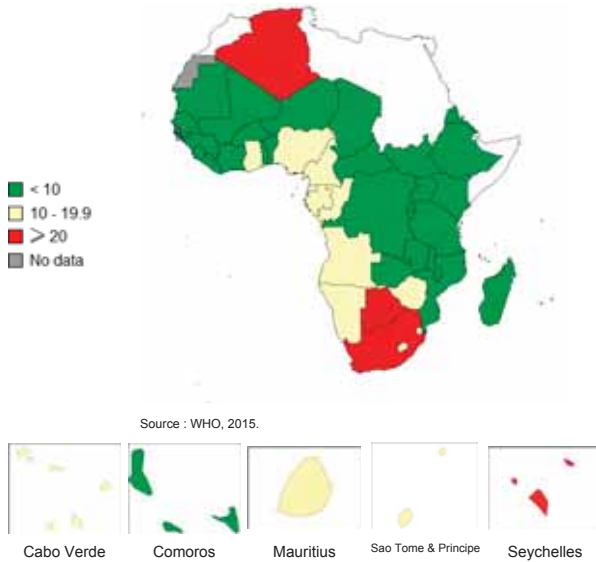 < 10
10 - 19.9
> 20
No data
Source : WHO, 2015.
Cabo Verde
Comoros
Mauritius
Sao Tome & Principe
Seychelles